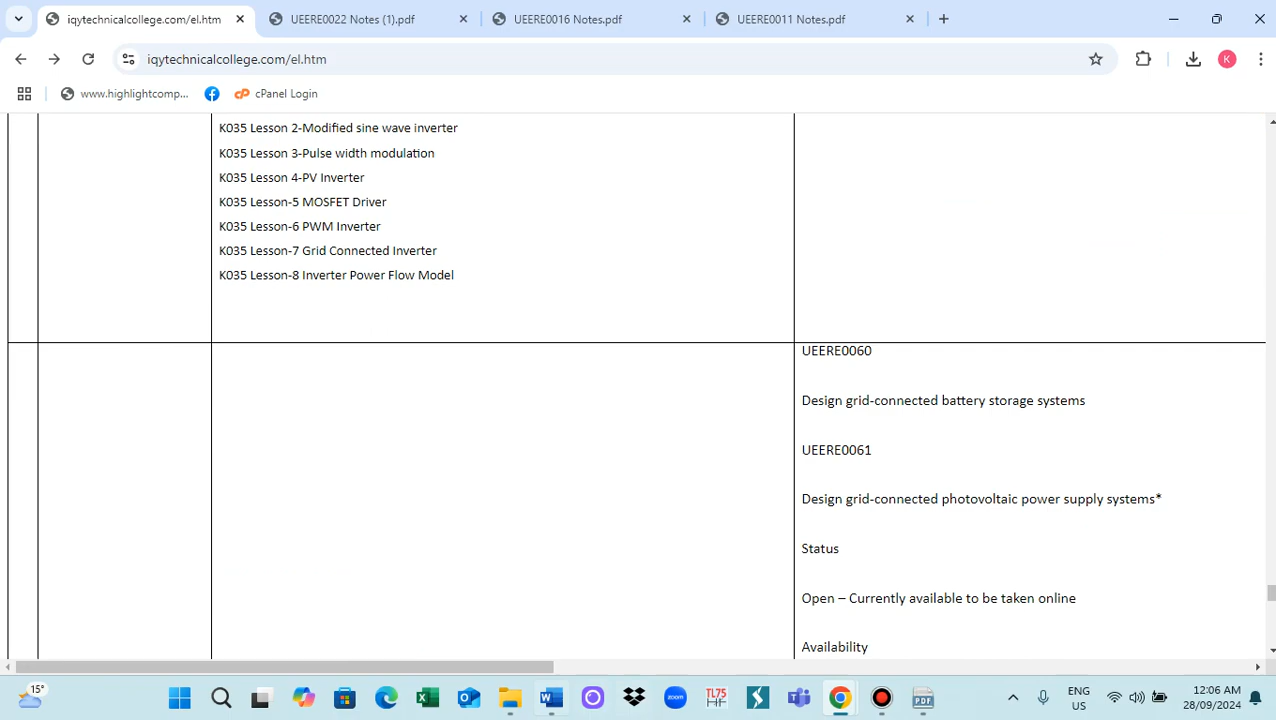 iqytechnicalcollege.com/el.htm
UEERE0022 Notes (1).pdf
UEERE0016 Notes.pdf
UEERE0011 Notes.pdf
iqytechnicalcollege.com/el.htm
K
www.highlightcomp...
cPanel Login
K035 Lesson 2-Modified sine wave inverter
K035 Lesson 3-Pulse width modulation
K035 Lesson 4-PV Inverter
K035 Lesson-5 MOSFET Driver
K035 Lesson-6 PWM Inverter
K035 Lesson-7 Grid Connected Inverter
K035 Lesson-8 Inverter Power Flow Model
UEERE0060
Design grid-connected battery storage systems
UEERE0061
Design grid-connected photovoltaic power supply systems*
Status
Open – Currently available to be taken online
Availability
15°
zoom
TL75
PDF
ENG
US
12:06 AM
28/09/2024